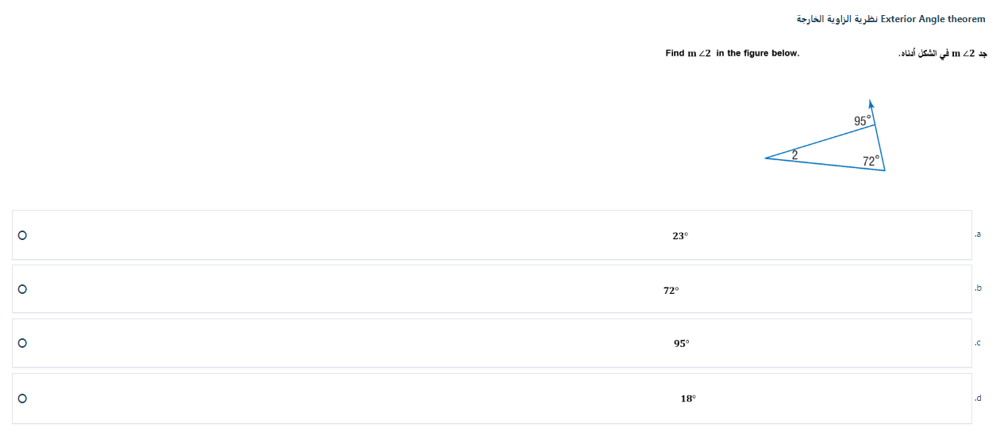 نظرية الزاوية الخارجة Exterior Angle theorem
جد m ∠2 في الشكل أدناه.
Find m ∠2 in the figure below.
95°
2
72°
a. 23°
b. 72°
c. 95°
d. 18°